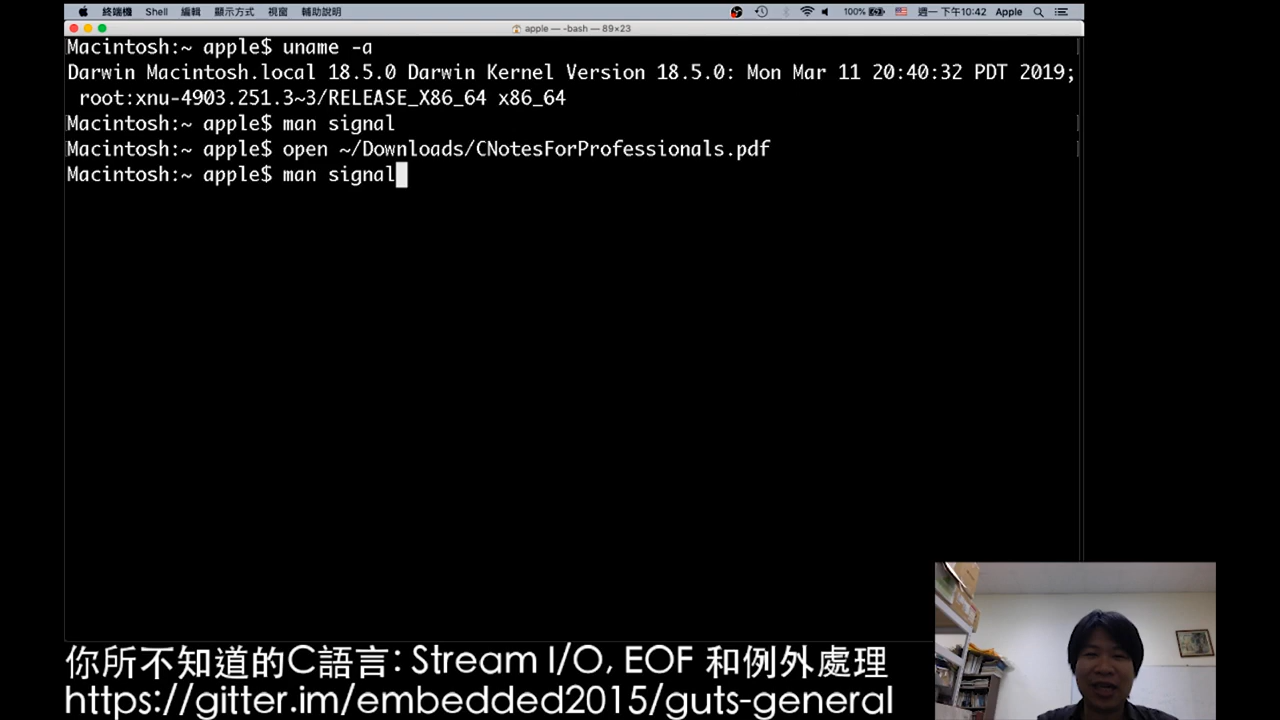 終端機 Shell 編輯 顯示方式 視窗 輔助說明 100% 週一 下午10:42 Apple
apple — -bash — 89×23
Macintosh:~ apple$ uname -a
Darwin Macintosh.local 18.5.0 Darwin Kernel Version 18.5.0: Mon Mar 11 20:40:32 PDT 2019;
root:xnu-4903.251.3~3/RELEASE_X86_64 x86_64
Macintosh:~ apple$ man signal
Macintosh:~ apple$ open ~/Downloads/CNotesForProfessionals.pdf
Macintosh:~ apple$ man signal
你所不知道的C語言: Stream I/O, EOF 和例外處理
https://gitter.im/embedded2015/guts-general